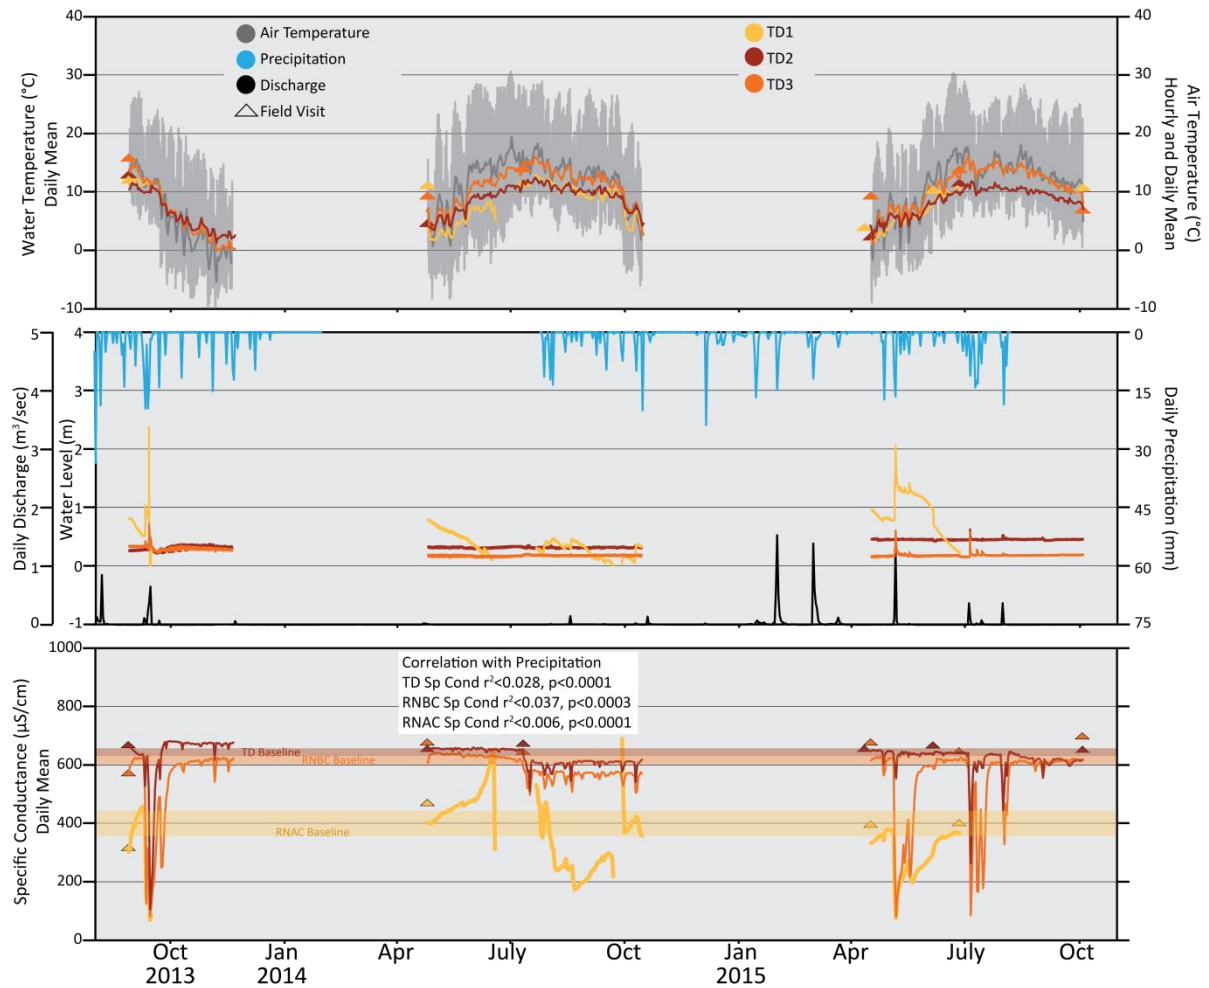 40
30
20
10
0
-10
Water Temperature (°C)
Daily Mean
Air Temperature
Precipitation
Discharge
Field Visit
TD1
TD2
TD3
40
30
20
10
0
-10
Air Temperature (°C)
Hourly and Daily Mean
5
4
3
2
1
0
Daily Discharge (m³/sec)
4
3
2
1
0
-1
Water Level (m)
0
15
30
45
60
75
Daily Precipitation (mm)
1000
800
600
400
200
0
Specific Conductance (µS/cm)
Daily Mean
Correlation with Precipitation
TD Sp Cond r²<0.028, p<0.0001
RNBC Sp Cond r²<0.037, p<0.0003
RNAC Sp Cond r²<0.006, p<0.0001
TD Baseline
RNBC Baseline
RNAC Baseline
Oct Jan Apr July Oct Jan Apr July Oct
2013 2014 2015